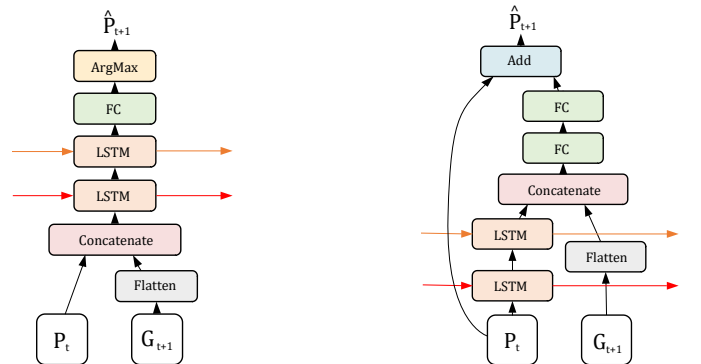 P̂t+1
ArgMax
FC
LSTM
LSTM
Concatenate
Flatten
Pt
Gt+1
P̂t+1
Add
FC
FC
Concatenate
LSTM
Flatten
LSTM
Pt
Gt+1